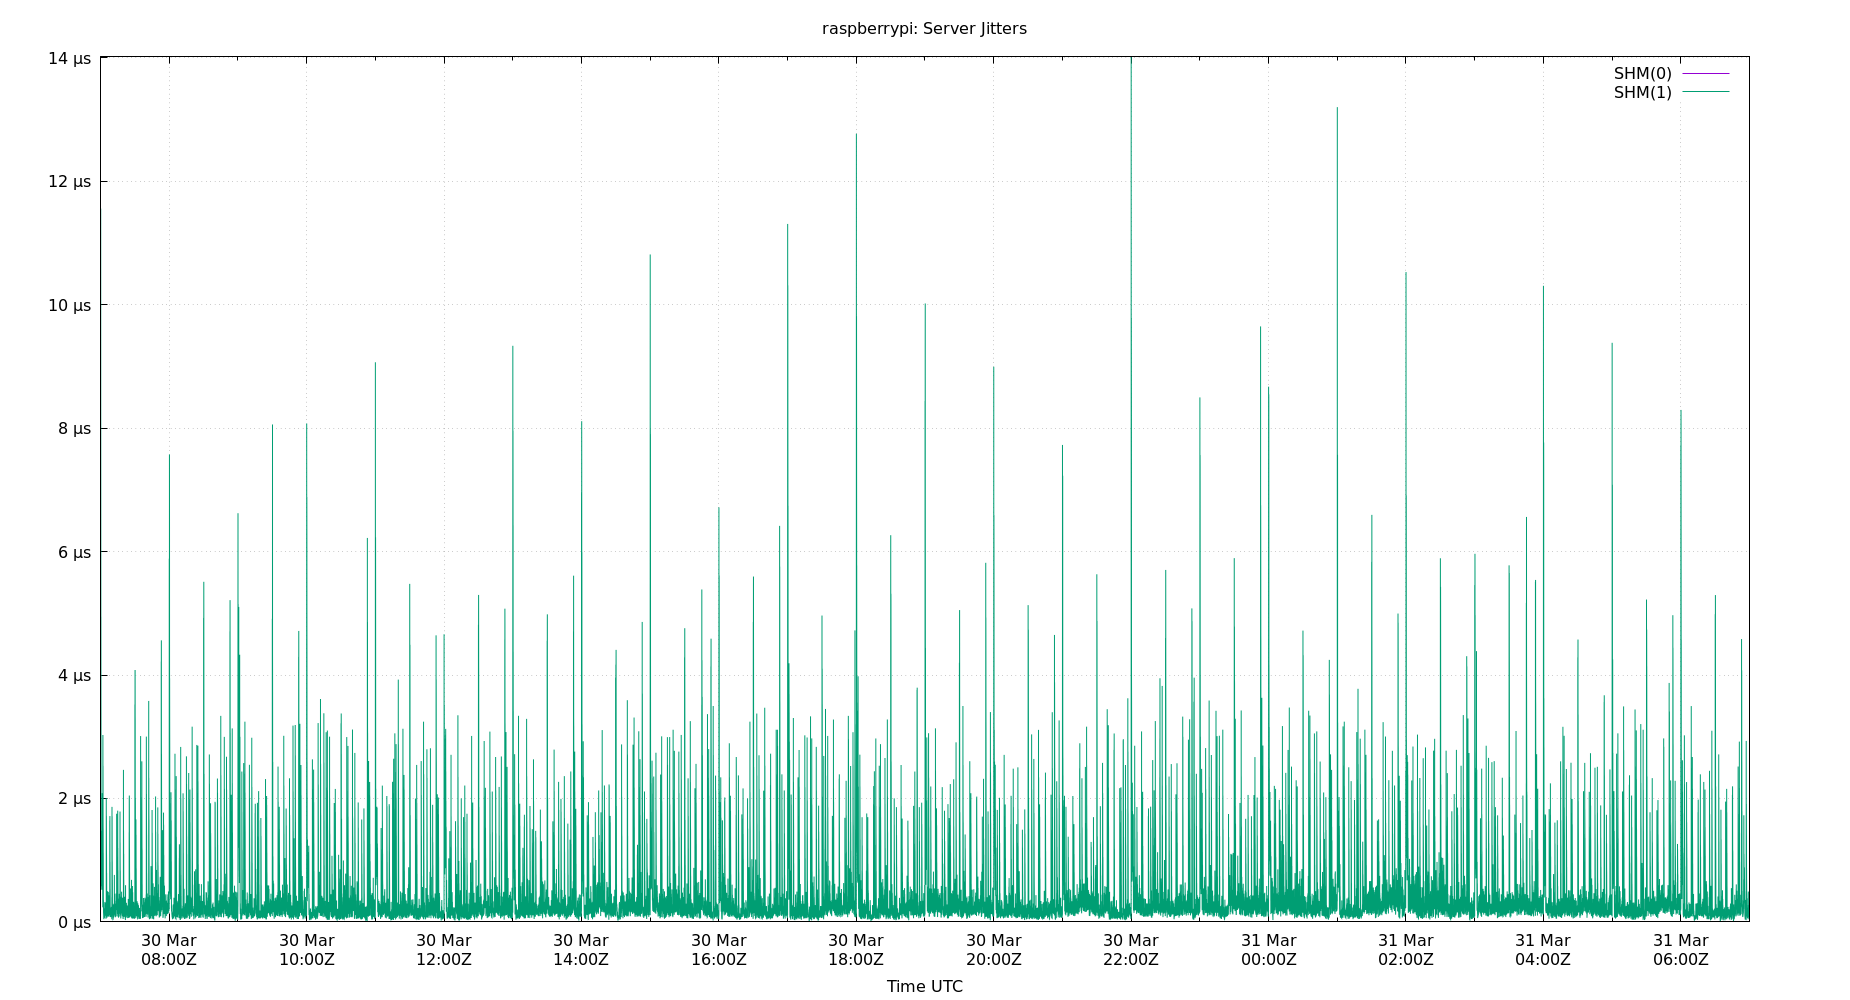 raspberrypi: Server Jitters
SHM(0)
SHM(1)
14 µs
12 µs
10 µs
8 µs
6 µs
4 µs
2 µs
0 µs
30 Mar 30 Mar 30 Mar 30 Mar 30 Mar 30 Mar 30 Mar 30 Mar 31 Mar 31 Mar 31 Mar 31 Mar
08:00Z 10:00Z 12:00Z 14:00Z 16:00Z 18:00Z 20:00Z 22:00Z 00:00Z 02:00Z 04:00Z 06:00Z
Time UTC